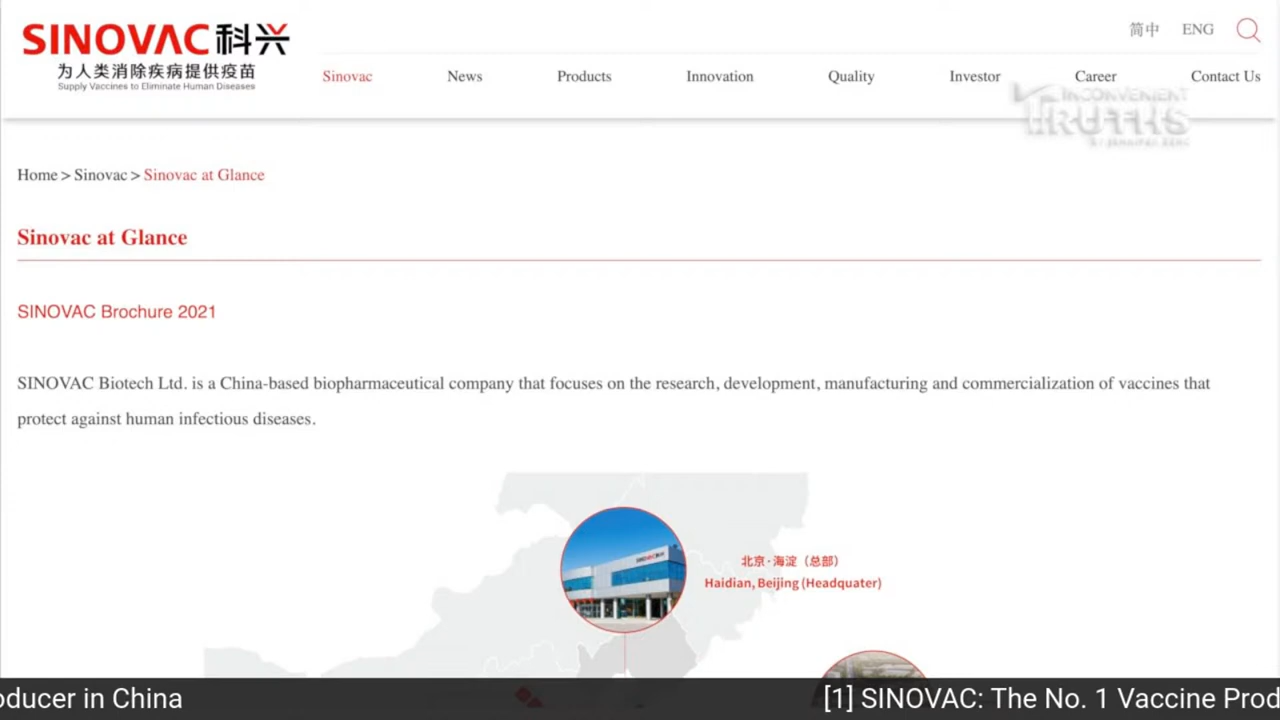 SINOVAC科兴
为人类消除疾病提供疫苗
Supply Vaccines to Eliminate Human Diseases
简中 ENG
Sinovac News Products Innovation Quality Investor Career Contact Us
INCONVENIENT
TRUTHS
Home > Sinovac > Sinovac at Glance
Sinovac at Glance
SINOVAC Brochure 2021
SINOVAC Biotech Ltd. is a China-based biopharmaceutical company that focuses on the research, development, manufacturing and commercialization of vaccines that
protect against human infectious diseases.
北京·海淀（总部）
Haidian, Beijing (Headquater)
oducer in China [1] SINOVAC: The No. 1 Vaccine Prod